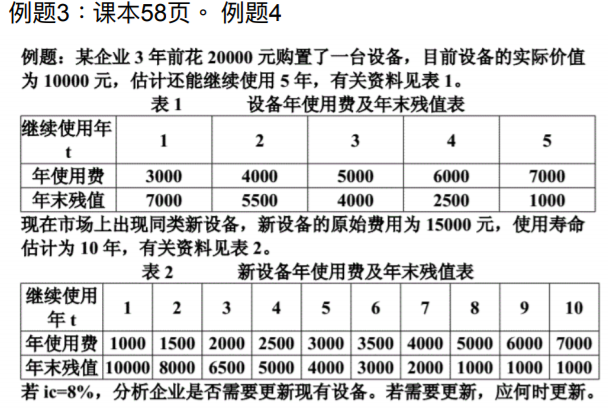 例题3：课本58页。 例题4
例题：某企业 3 年前花 20000 元购置了一台设备，目前设备的实际价值
为 10000 元，估计还能继续使用 5 年，有关资料见表 1。
表 1 设备年使用费及年末残值表
继续使用年 t 1 2 3 4 5
年使用费 3000 4000 5000 6000 7000
年末残值 7000 5500 4000 2500 1000
现在市场上出现同类新设备，新设备的原始费用为 15000 元，使用寿命
估计为 10 年，有关资料见表 2。
表 2 新设备年使用费及年末残值表
继续使用
年 t 1 2 3 4 5 6 7 8 9 10
年使用费 1000 1500 2000 2500 3000 3500 4000 5000 6000 7000
年末残值 10000 8000 6500 5000 4000 3000 2000 1000 1000 1000
若 ic=8%，分析企业是否需要更新现有设备。若需要更新，应何时更新。